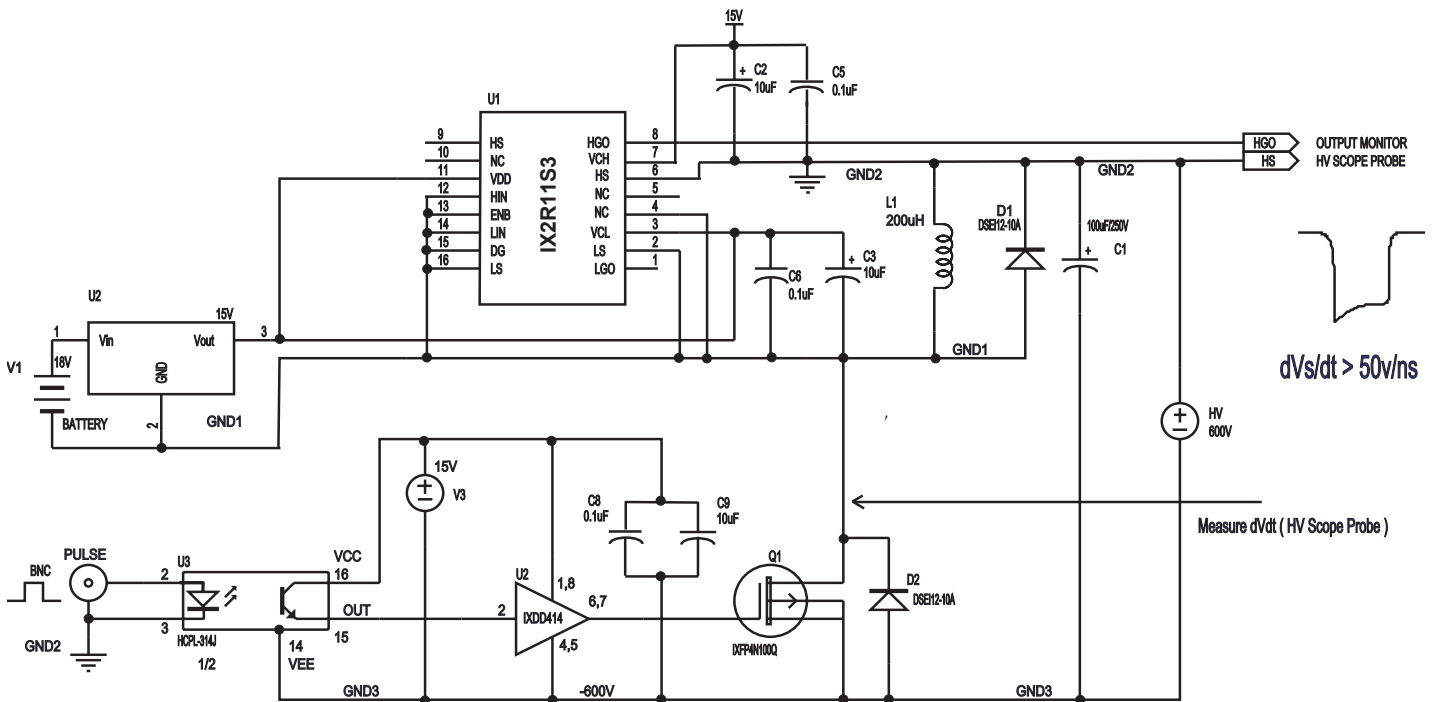 15V
+
C2
10uF
C5
0.1uF
U1
IX2R11S3
9
HS
10
NC
11
VDD
12
HIN
13
ENB
14
LIN
15
DG
16
LS
HGO
8
VCH
7
HS
6
NC
5
NC
4
VCL
3
LS
2
LGO
1
HGO
OUTPUT MONITOR
HS
HV SCOPE PROBE
GND2
GND2
L1
200uH
D1
DSEI12-10A
100uF/250V
+
C1
C6
0.1uF
+
C3
10uF
U2
15V
1
Vin
Vout
3
GND
2
V1
18V
BATTERY
GND1
GND1
dVs/dt > 50v/ns
HV
600V
15V
V3
C8
0.1uF
C9
10uF
Measure dVdt ( HV Scope Probe )
BNC
PULSE
GND2
U3
2
3
HCPL-314J
1/2
VCC
16
OUT
15
14
VEE
U2
2
IXDD414
1,8
6,7
4,5
Q1
IXFP4N100Q
D2
DSEI12-10A
GND3
-600V
GND3